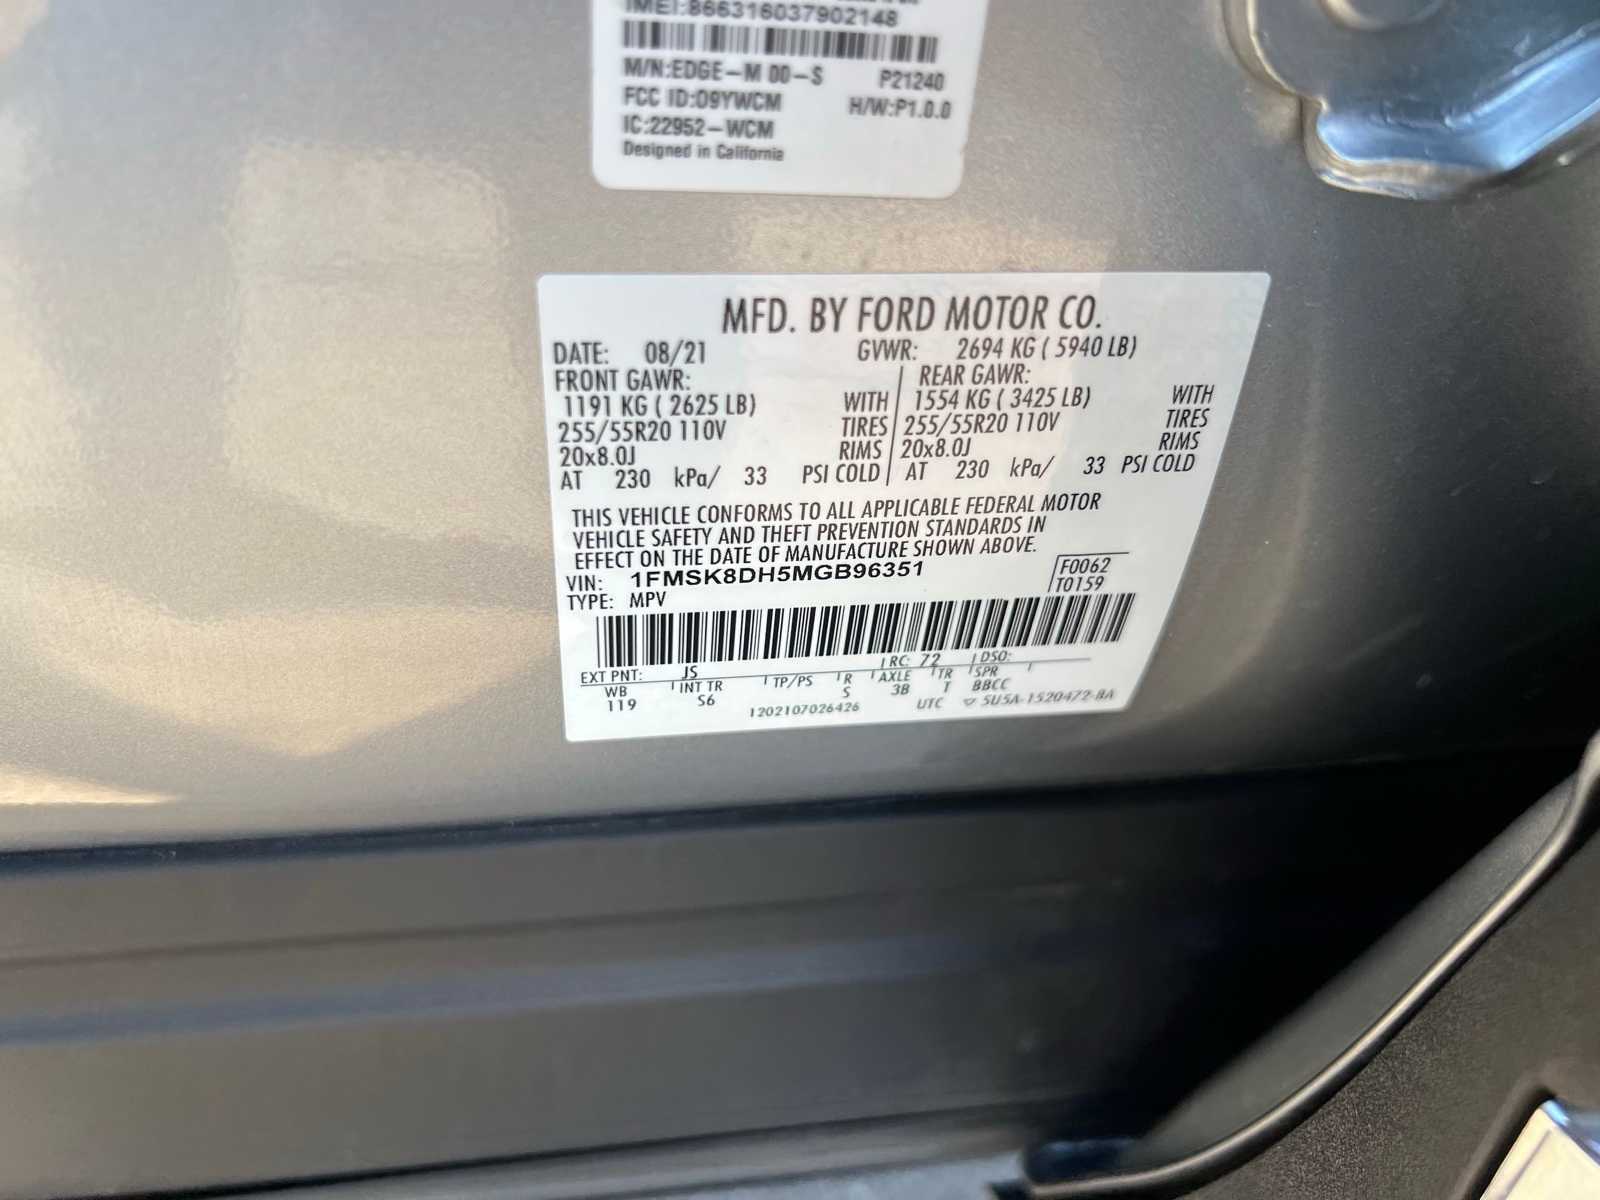 IMEI:866316037902148
M/N:EDGE-M 00-S P21240
FCC ID:O9YWCM H/W:P1.0.0
IC:22952-WCM
Designed in California
MFD. BY FORD MOTOR CO.
DATE: 08/21 GVWR: 2694 KG ( 5940 LB)
FRONT GAWR: REAR GAWR:
1191 KG ( 2625 LB) WITH 1554 KG ( 3425 LB) WITH
255/55R20 110V TIRES 255/55R20 110V TIRES
20x8.0J RIMS 20x8.0J RIMS
AT 230 kPa/ 33 PSI COLD AT 230 kPa/ 33 PSI COLD
THIS VEHICLE CONFORMS TO ALL APPLICABLE FEDERAL MOTOR
VEHICLE SAFETY AND THEFT PREVENTION STANDARDS IN
EFFECT ON THE DATE OF MANUFACTURE SHOWN ABOVE.
VIN: 1FMSK8DH5MGB96351 F0062
TYPE: MPV T0159
EXT PNT: JS RC: 72 DSO:
WB INT TR TP/PS R AXLE TR SPR
119 S6 S 3B T BBCC
1202107026426 UTC 5U5A-1520472-BA